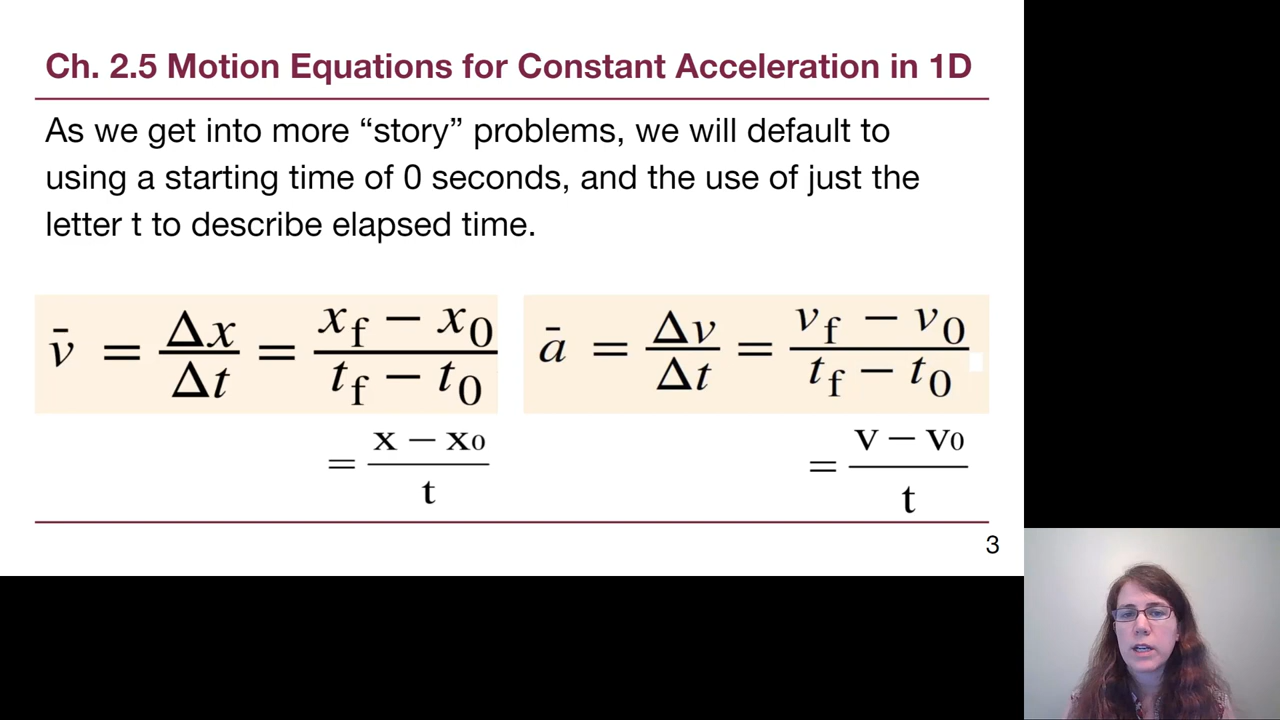 Ch. 2.5 Motion Equations for Constant Acceleration in 1D
As we get into more “story” problems, we will default to
using a starting time of 0 seconds, and the use of just the
letter t to describe elapsed time.
v̄ = Δx/Δt = (x_f − x_0)/(t_f − t_0)
= (x − x₀)/t
ā = Δv/Δt = (v_f − v_0)/(t_f − t_0)
= (v − v₀)/t
3